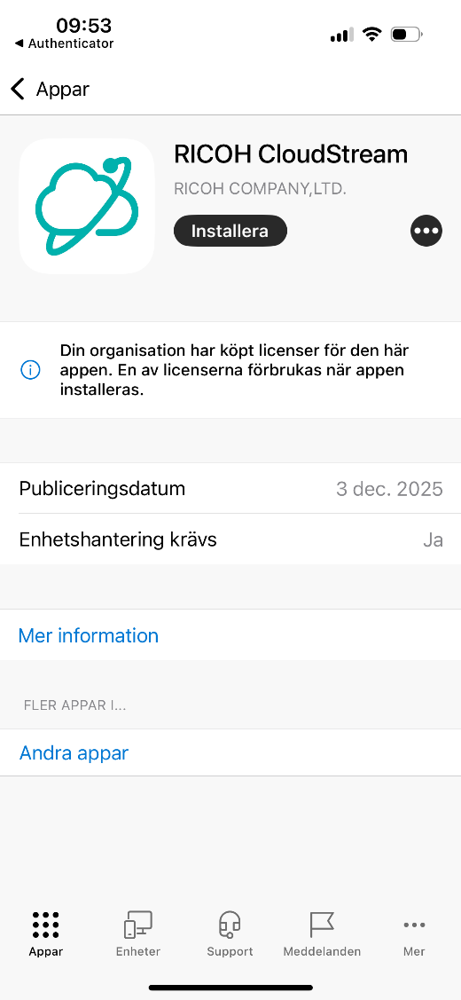 09:53
◀ Authenticator
Appar
RICOH CloudStream
RICOH COMPANY,LTD.
Installera
Din organisation har köpt licenser för den här
appen. En av licenserna förbrukas när appen
installeras.
Publiceringsdatum 3 dec. 2025
Enhetshantering krävs Ja
Mer information
FLER APPAR I...
Andra appar
Appar Enheter Support Meddelanden Mer